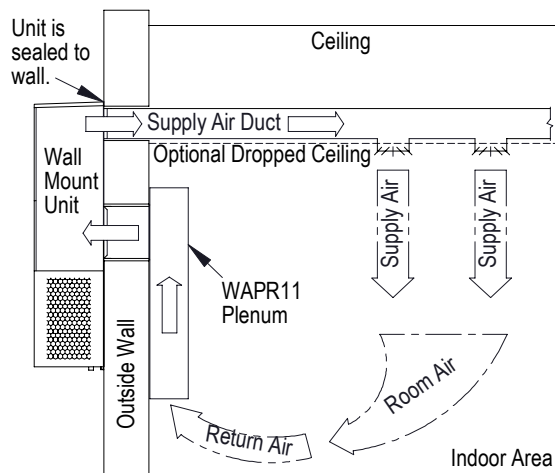 Unit is
sealed to
wall.
Ceiling
Supply Air Duct
Optional Dropped Ceiling
Wall
Mount
Unit
Supply Air
Supply Air
WAPR11
Plenum
Outside Wall
Room Air
Return Air
Indoor Area